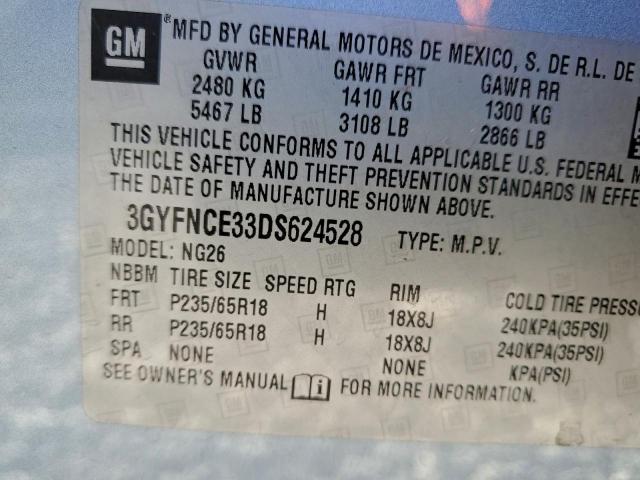 GM ® MFD BY GENERAL MOTORS DE MEXICO, S. DE R.L. DE
GVWR GAWR FRT GAWR RR
2480 KG 1410 KG 1300 KG
5467 LB 3108 LB 2866 LB
THIS VEHICLE CONFORMS TO ALL APPLICABLE U.S. FEDERAL M
VEHICLE SAFETY AND THEFT PREVENTION STANDARDS IN EFFE
THE DATE OF MANUFACTURE SHOWN ABOVE.
3GYFNCE33DS624528 TYPE: M.P.V.
MODEL: NG26
NBBM TIRE SIZE SPEED RTG RIM COLD TIRE PRESS
FRT P235/65R18 H 18X8J 240KPA(35PSI)
RR P235/65R18 H 18X8J 240KPA(35PSI)
SPA NONE NONE KPA(PSI)
SEE OWNER'S MANUAL i FOR MORE INFORMATION.